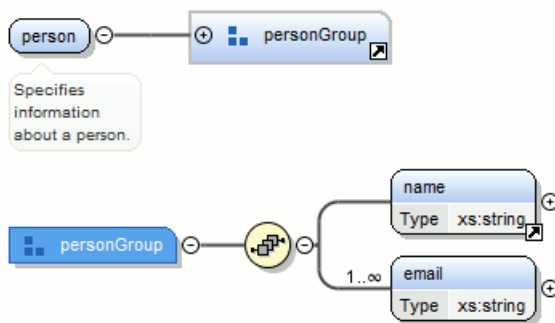 person
personGroup
Specifies
information
about a person.
name
Type xs:string
personGroup
1..∞
email
Type xs:string